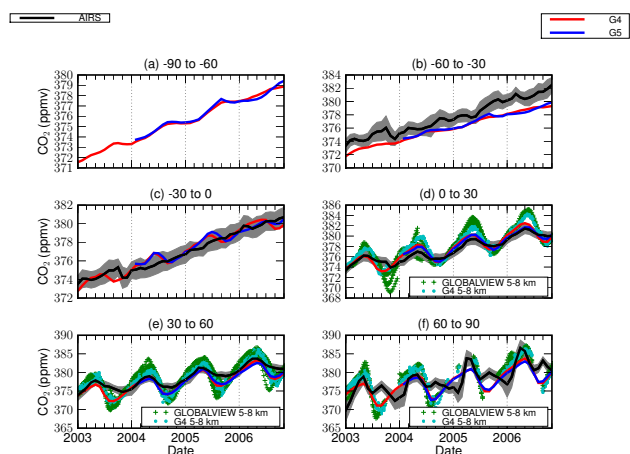 AIRS
G4
G5
(a) -90 to -60
CO2 (ppmv)
380
379
378
377
376
375
374
373
372
371
(b) -60 to -30
384
382
380
378
376
374
372
370
(c) -30 to 0
CO2 (ppmv)
382
380
378
376
374
372
(d) 0 to 30
386
384
382
380
378
376
374
372
370
368
GLOBALVIEW 5-8 km
G4 5-8 km
(e) 30 to 60
CO2 (ppmv)
390
385
380
375
370
365
GLOBALVIEW 5-8 km
G4 5-8 km
2003 2004 2005 2006
Date
(f) 60 to 90
390
385
380
375
370
365
360
GLOBALVIEW 5-8 km
G4 5-8 km
2003 2004 2005 2006
Date